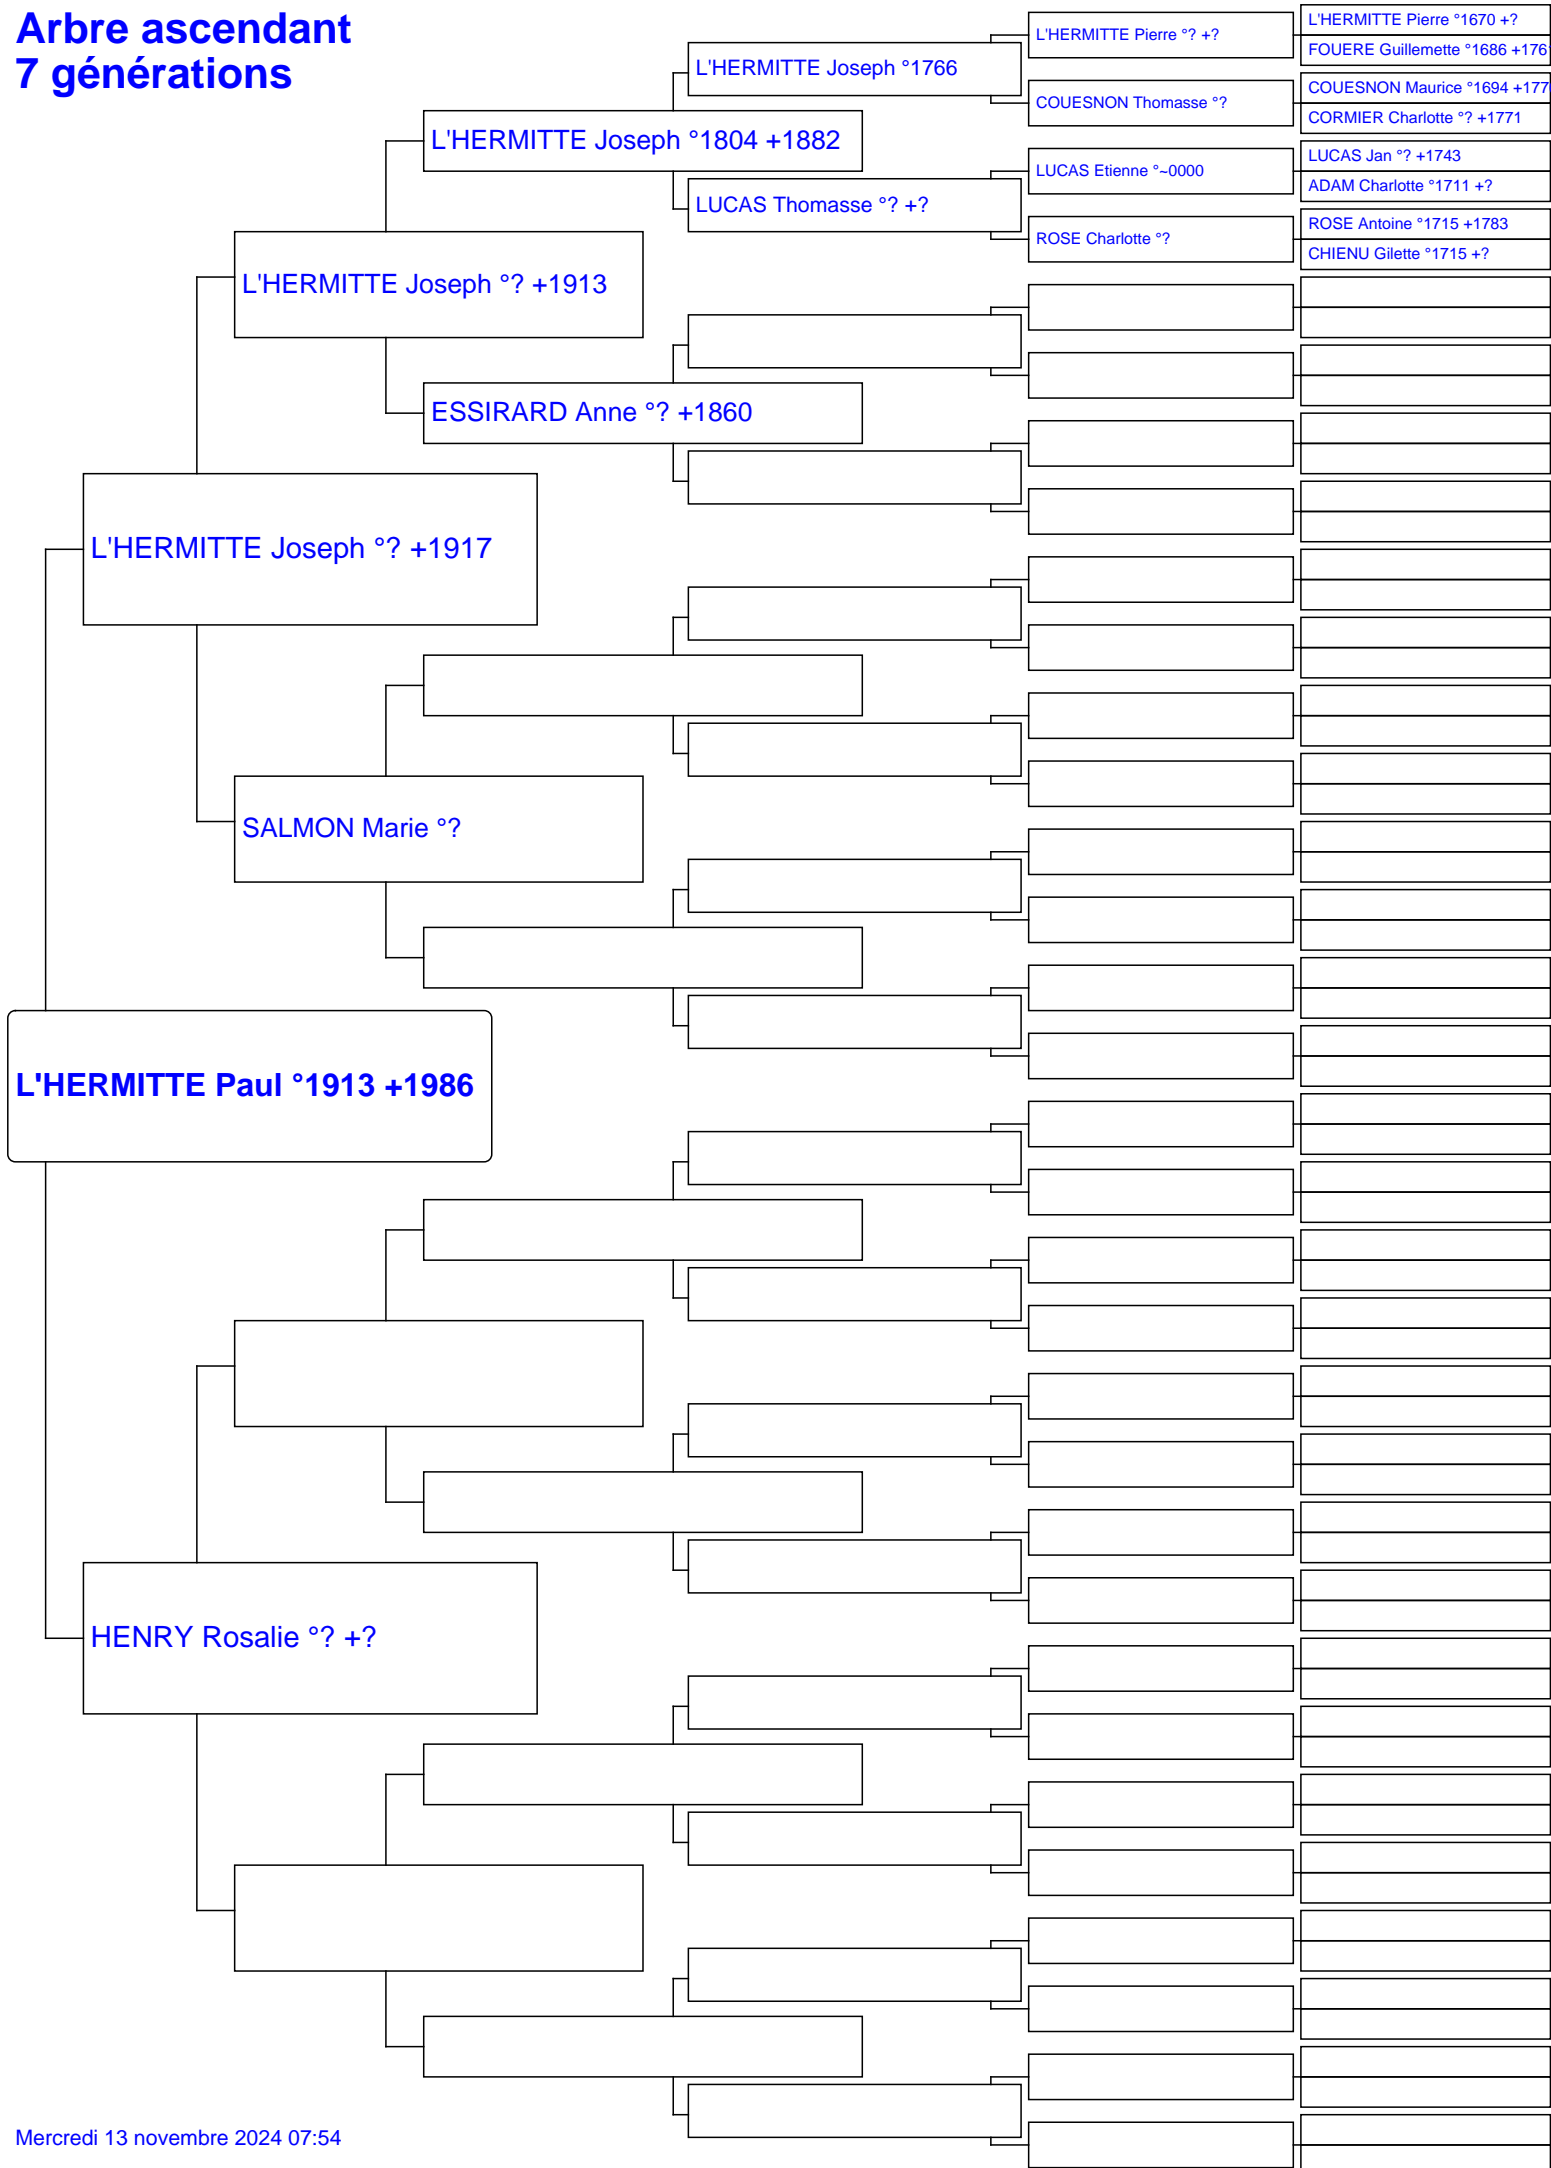 Arbre ascendant
7 générations
L'HERMITTE Pierre °1670 +?
L'HERMITTE Pierre °? +?
FOUERE Guillemette °1686 +176
L'HERMITTE Joseph °1766
COUESNON Maurice °1694 +177
COUESNON Thomasse °?
CORMIER Charlotte °? +1771
L'HERMITTE Joseph °1804 +1882
LUCAS Jan °? +1743
LUCAS Etienne °~0000
ADAM Charlotte °1711 +?
LUCAS Thomasse °? +?
ROSE Antoine °1715 +1783
ROSE Charlotte °?
CHIENU Gilette °1715 +?
L'HERMITTE Joseph °? +1913
ESSIRARD Anne °? +1860
L'HERMITTE Joseph °? +1917
SALMON Marie °?
L'HERMITTE Paul °1913 +1986
HENRY Rosalie °? +?
Mercredi 13 novembre 2024 07:54